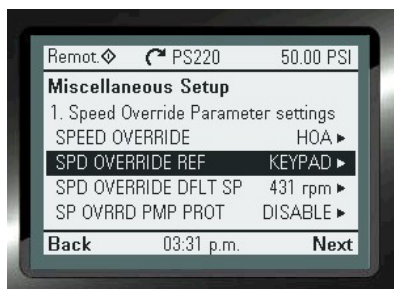 Remot. PS220 50.00 PSI
Miscellaneous Setup
1. Speed Override Parameter settings
SPEED OVERRIDE HOA ►
SPD OVERRIDE REF KEYPAD ►
SPD OVERRIDE DFLT SP 431 rpm ►
SP OVRRD PMP PROT DISABLE ►
Back 03:31 p.m. Next